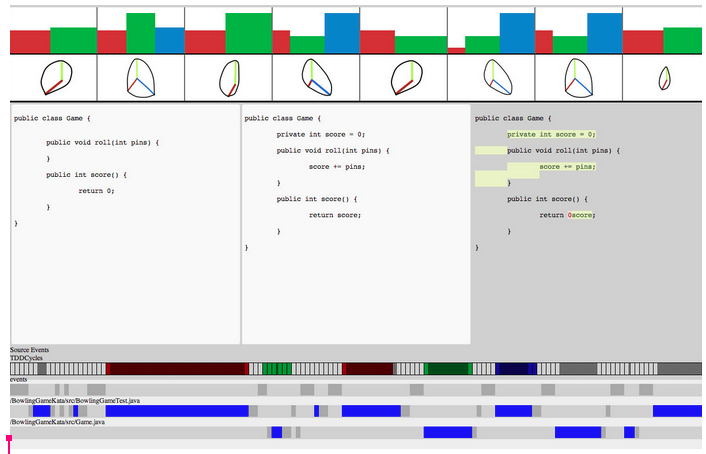 public class Game {
public void roll(int pins) {
}
public int score() {
return 0;
}
}
public class Game {
private int score = 0;
public void roll(int pins) {
score += pins;
}
public int score() {
return score;
}
}
public class Game {
private int score = 0;
public void roll(int pins) {
score += pins;
}
public int score() {
return 0score;
}
}
Source Events
TDDCycles
events
/BowlingGameKata/src/BowlingGameTest.java
/BowlingGameKata/src/Game.java